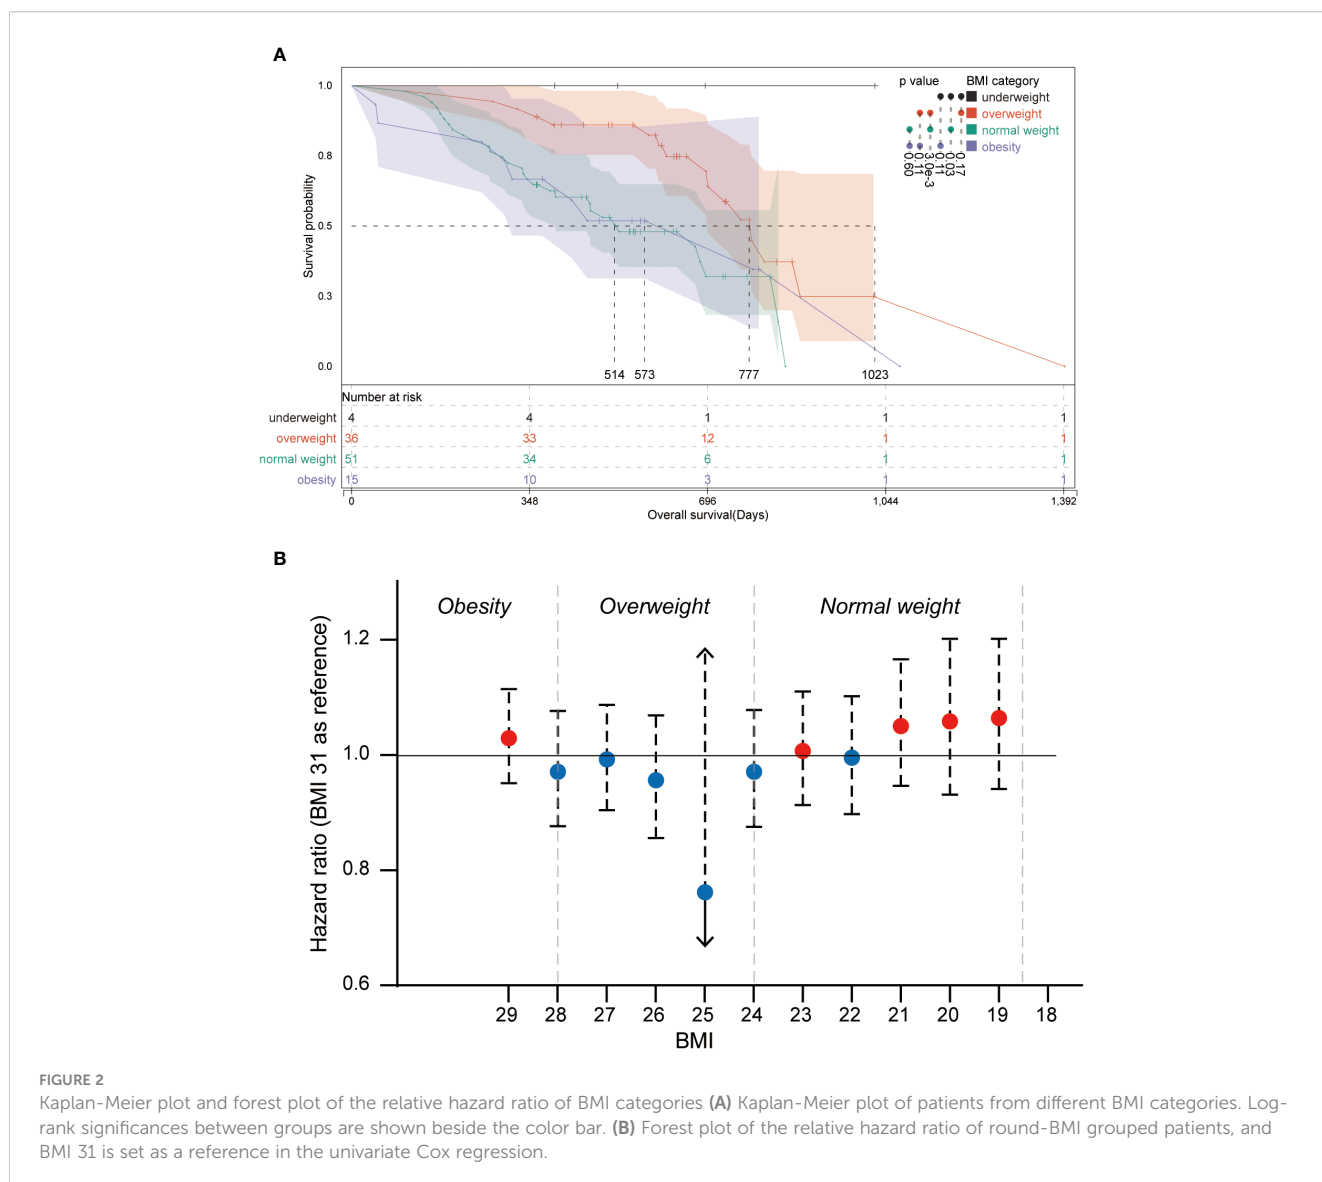 A
p value BMI category
underweight
overweight
normal weight
obesity
0.60 0.11 3.0e-3 0.11 0.03 0.17
Survival probability
1.0
0.8
0.5
0.3
0.0
514 573 777 1023
Number at risk
underweight 4 4 1 1 1
overweight 36 33 12 1 1
normal weight 51 34 6 1 1
obesity 15 10 3 1 1
0 348 696 1,044 1,392
Overall survival(Days)
B
Obesity Overweight Normal weight
Hazard ratio (BMI 31 as reference)
1.2
1.0
0.8
0.6
29 28 27 26 25 24 23 22 21 20 19 18
BMI
FIGURE 2
Kaplan-Meier plot and forest plot of the relative hazard ratio of BMI categories (A) Kaplan-Meier plot of patients from different BMI categories. Log-
rank significances between groups are shown beside the color bar. (B) Forest plot of the relative hazard ratio of round-BMI grouped patients, and
BMI 31 is set as a reference in the univariate Cox regression.